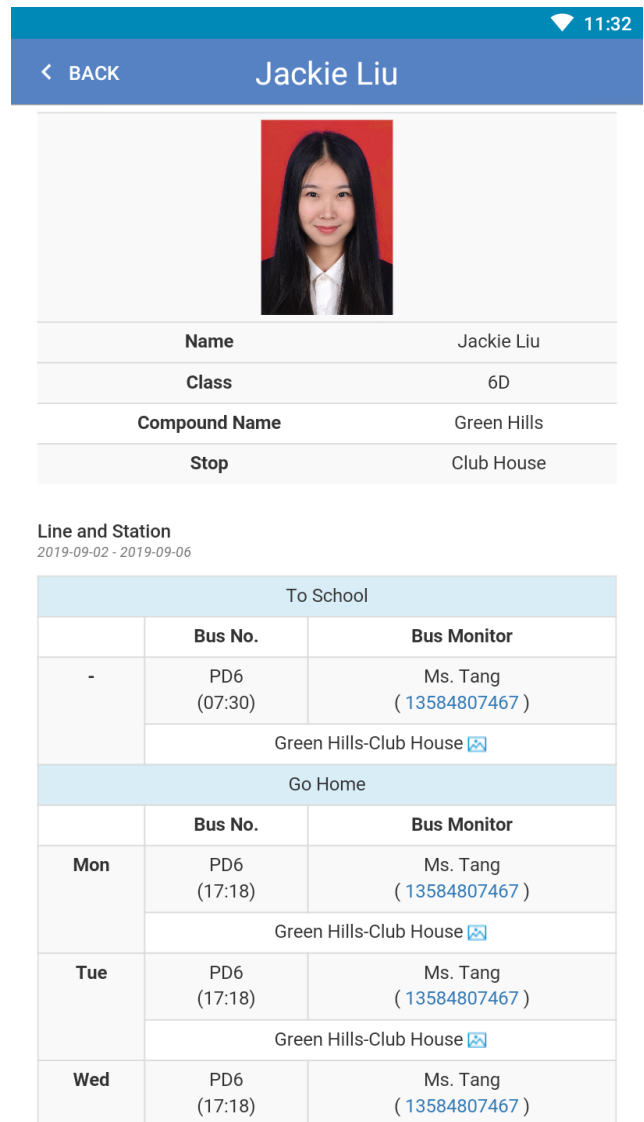 11:32
BACK Jackie Liu
Name Jackie Liu
Class 6D
Compound Name Green Hills
Stop Club House
Line and Station
2019-09-02 - 2019-09-06
To School
Bus No. Bus Monitor
- PD6 Ms. Tang
(07:30) ( 13584807467 )
Green Hills-Club House
Go Home
Bus No. Bus Monitor
Mon PD6 Ms. Tang
(17:18) ( 13584807467 )
Green Hills-Club House
Tue PD6 Ms. Tang
(17:18) ( 13584807467 )
Green Hills-Club House
Wed PD6 Ms. Tang
(17:18) ( 13584807467 )